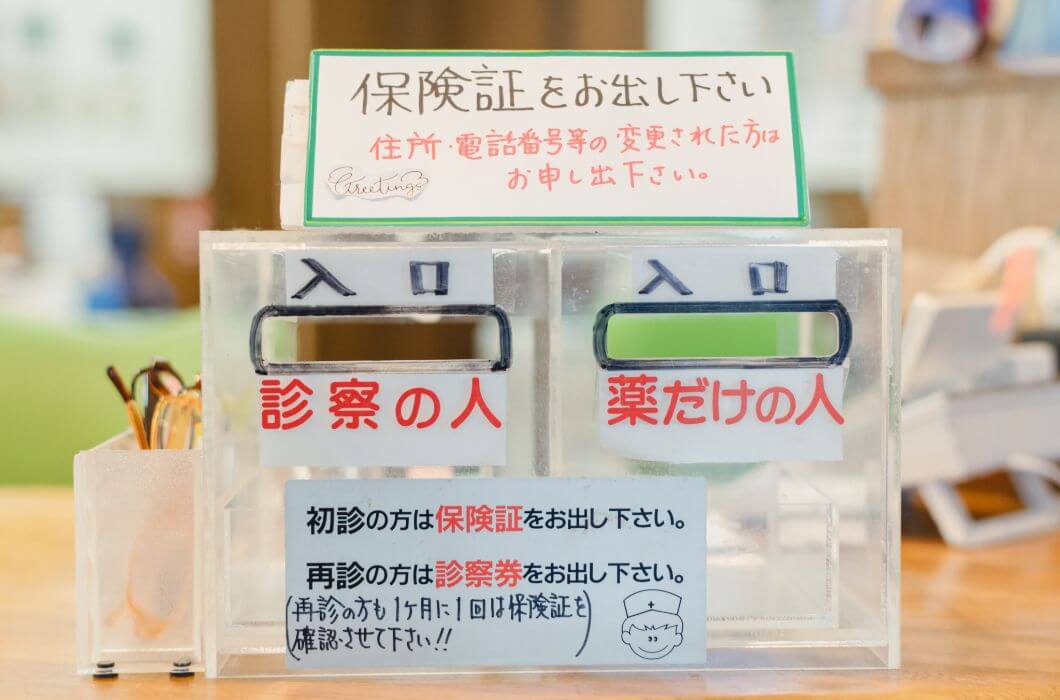 保険証をお出し下さい
住所・電話番号等の変更された方は
お申し出下さい。
Greetings
入口
入口
診察の人
薬だけの人
初診の方は保険証をお出し下さい。
再診の方は診察券をお出し下さい。
(再診の方も1ヶ月に1回は保険証を
確認させて下さい!!)